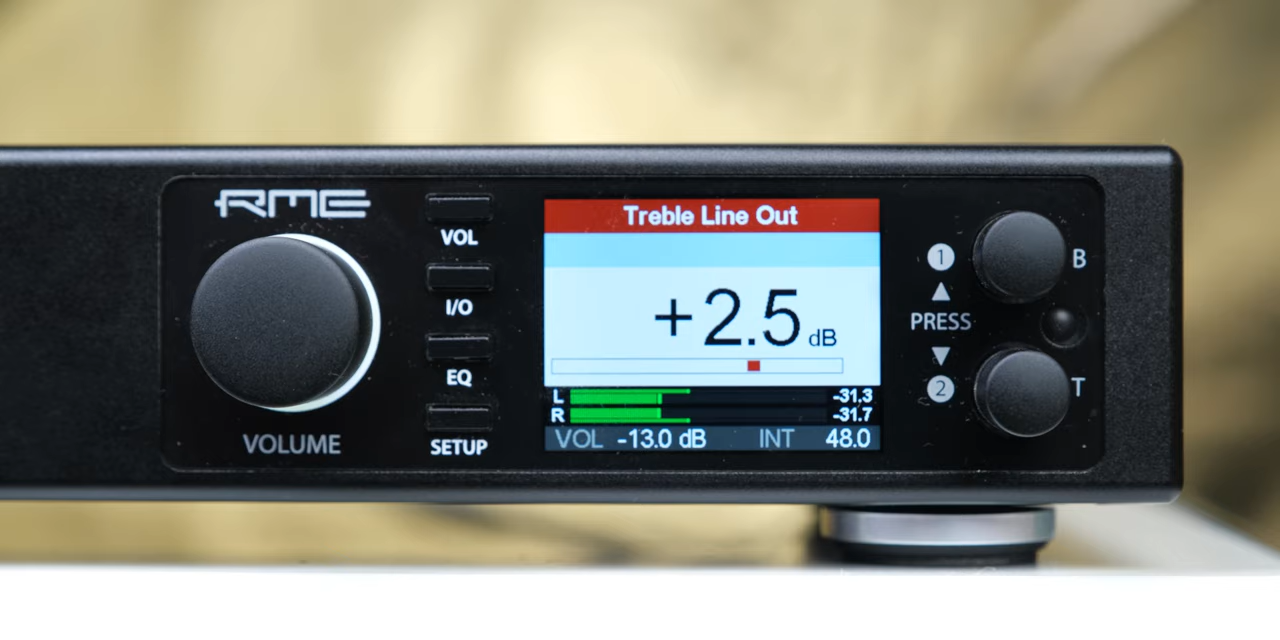 RME
VOLUME
VOL
I/O
EQ
SETUP
Treble Line Out
+2.5 dB
L -31.3
R -31.7
VOL -13.0 dB INT 48.0
1 B
PRESS
2 T